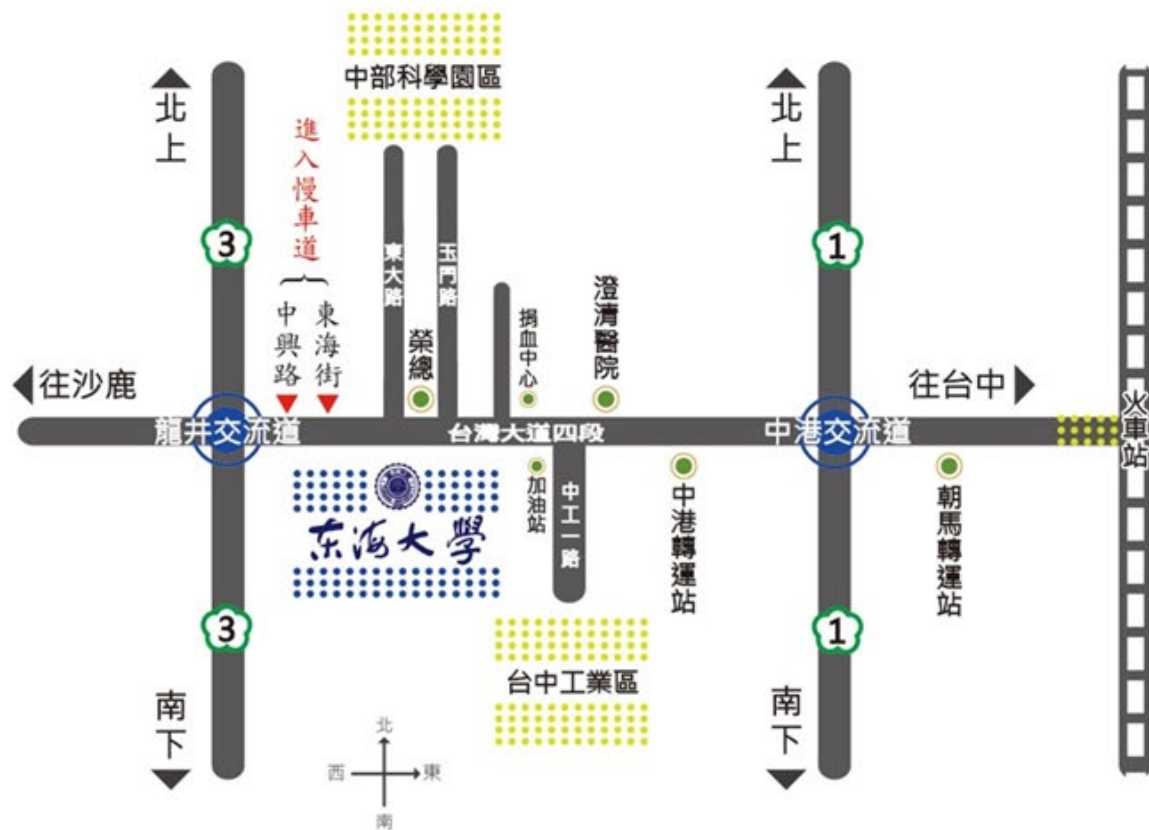 中部科學園區
北上
北上
進入慢車道
3
1
東大路
玉門路
中興路
東海街
榮總
捐血中心
澄清醫院
往沙鹿
往台中
龍井交流道
台灣大道四段
中港交流道
火車站
东海大學
加油站
中工一路
中港轉運站
朝馬轉運站
3
1
台中工業區
南下
南下
北
西
東
南